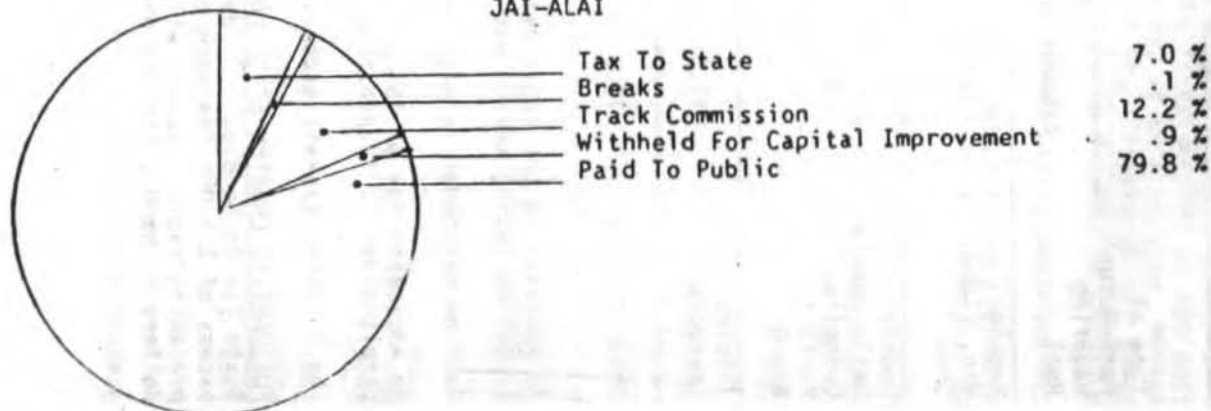 JAI-ALAI
Tax To State 7.0 %
Breaks .1 %
Track Commission 12.2 %
Withheld For Capital Improvement .9 %
Paid To Public 79.8 %